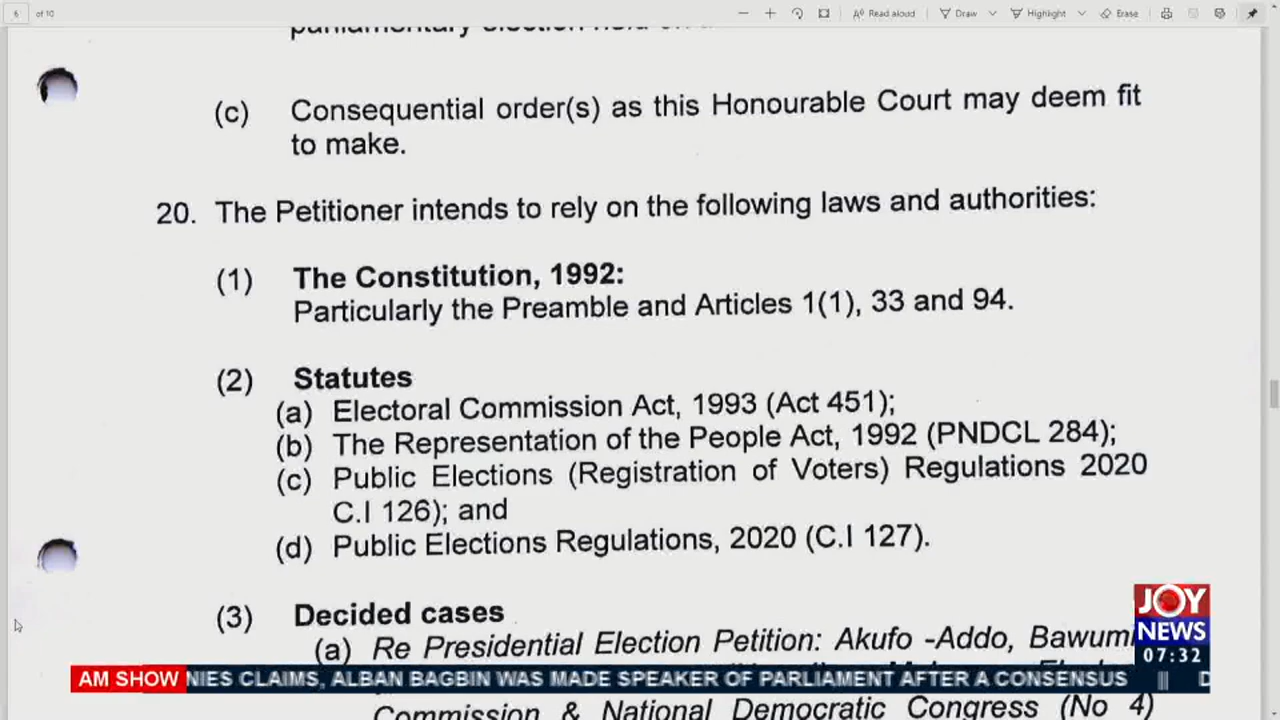 6 of 10
Read aloud Draw Highlight Erase
(c) Consequential order(s) as this Honourable Court may deem fit
to make.
20. The Petitioner intends to rely on the following laws and authorities:
(1) The Constitution, 1992:
Particularly the Preamble and Articles 1(1), 33 and 94.
(2) Statutes
(a) Electoral Commission Act, 1993 (Act 451);
(b) The Representation of the People Act, 1992 (PNDCL 284);
(c) Public Elections (Registration of Voters) Regulations 2020
C.I 126); and
(d) Public Elections Regulations, 2020 (C.I 127).
(3) Decided cases
(a) Re Presidential Election Petition: Akufo -Addo,
Commission & National Democratic Congress (No 4)
JOY
NEWS
07:32
AM SHOW NIES CLAIMS, ALBAN BAGBIN WAS MADE SPEAKER OF PARLIAMENT AFTER A CONSENSUS || D